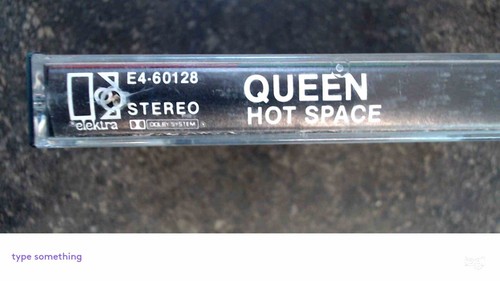 E4-60128
STEREO
elektra
DOLBY SYSTEM
QUEEN
HOT SPACE
type something